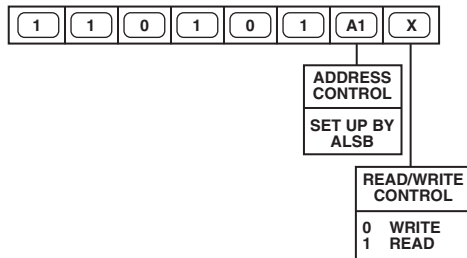 1 1 0 1 0 1 A1 X
ADDRESS
CONTROL
SET UP BY
ALSB
READ/WRITE
CONTROL
0 WRITE
1 READ